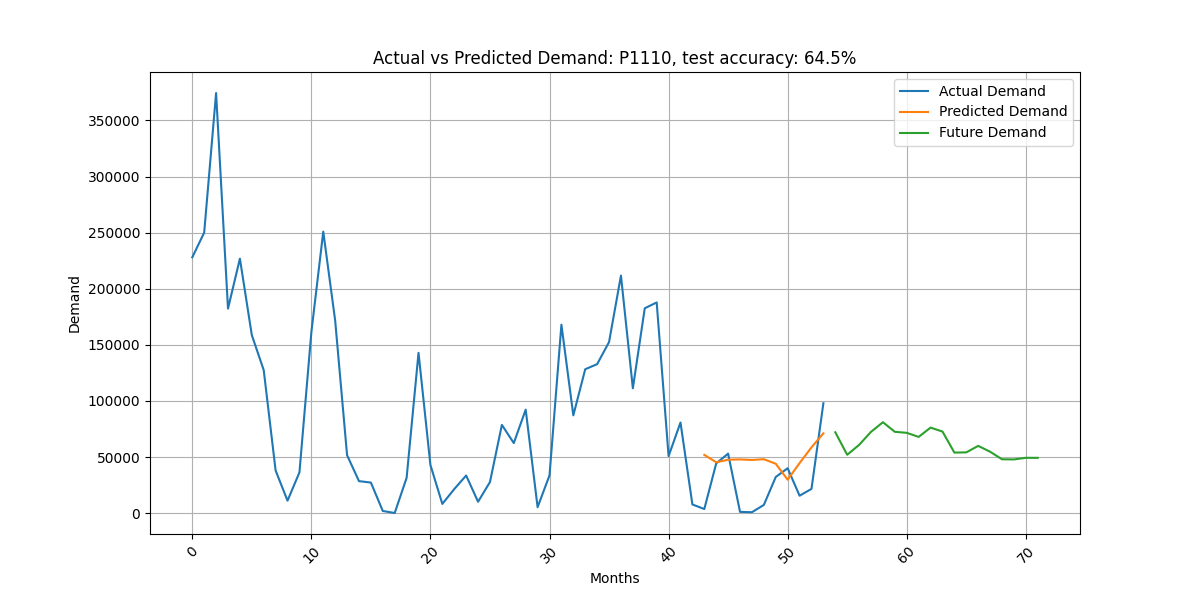 Actual vs Predicted Demand: P1110, test accuracy: 64.5%
Actual Demand
Predicted Demand
Future Demand
350000
300000
250000
200000
150000
100000
50000
0
Demand
0
10
20
30
40
50
60
70
Months